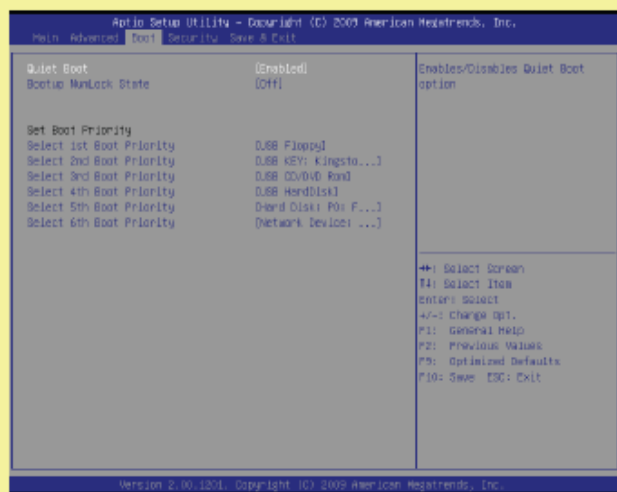 Aptio Setup Utility - Copyright (C) 2009 American Megatrends, Inc.
Main Advanced Boot Security Save & Exit
Quiet Boot [Enabled]
Bootup NumLock State [Off]
Set Boot Priority
Select 1st Boot Priority [USB Floppy]
Select 2nd Boot Priority [USB KEY: Kingsto...]
Select 3rd Boot Priority [USB CD/DVD Rom]
Select 4th Boot Priority [USB HardDisk]
Select 5th Boot Priority [Hard Disk: P0: F...]
Select 6th Boot Priority [Network Device: ...]
Enables/Disables Quiet Boot
option
→←: Select Screen
↑↓: Select Item
Enter: Select
+/-: Change Opt.
F1: General Help
F2: Previous Values
F9: Optimized Defaults
F10: Save ESC: Exit
Version 2.00.1201. Copyright (C) 2009 American Megatrends, Inc.